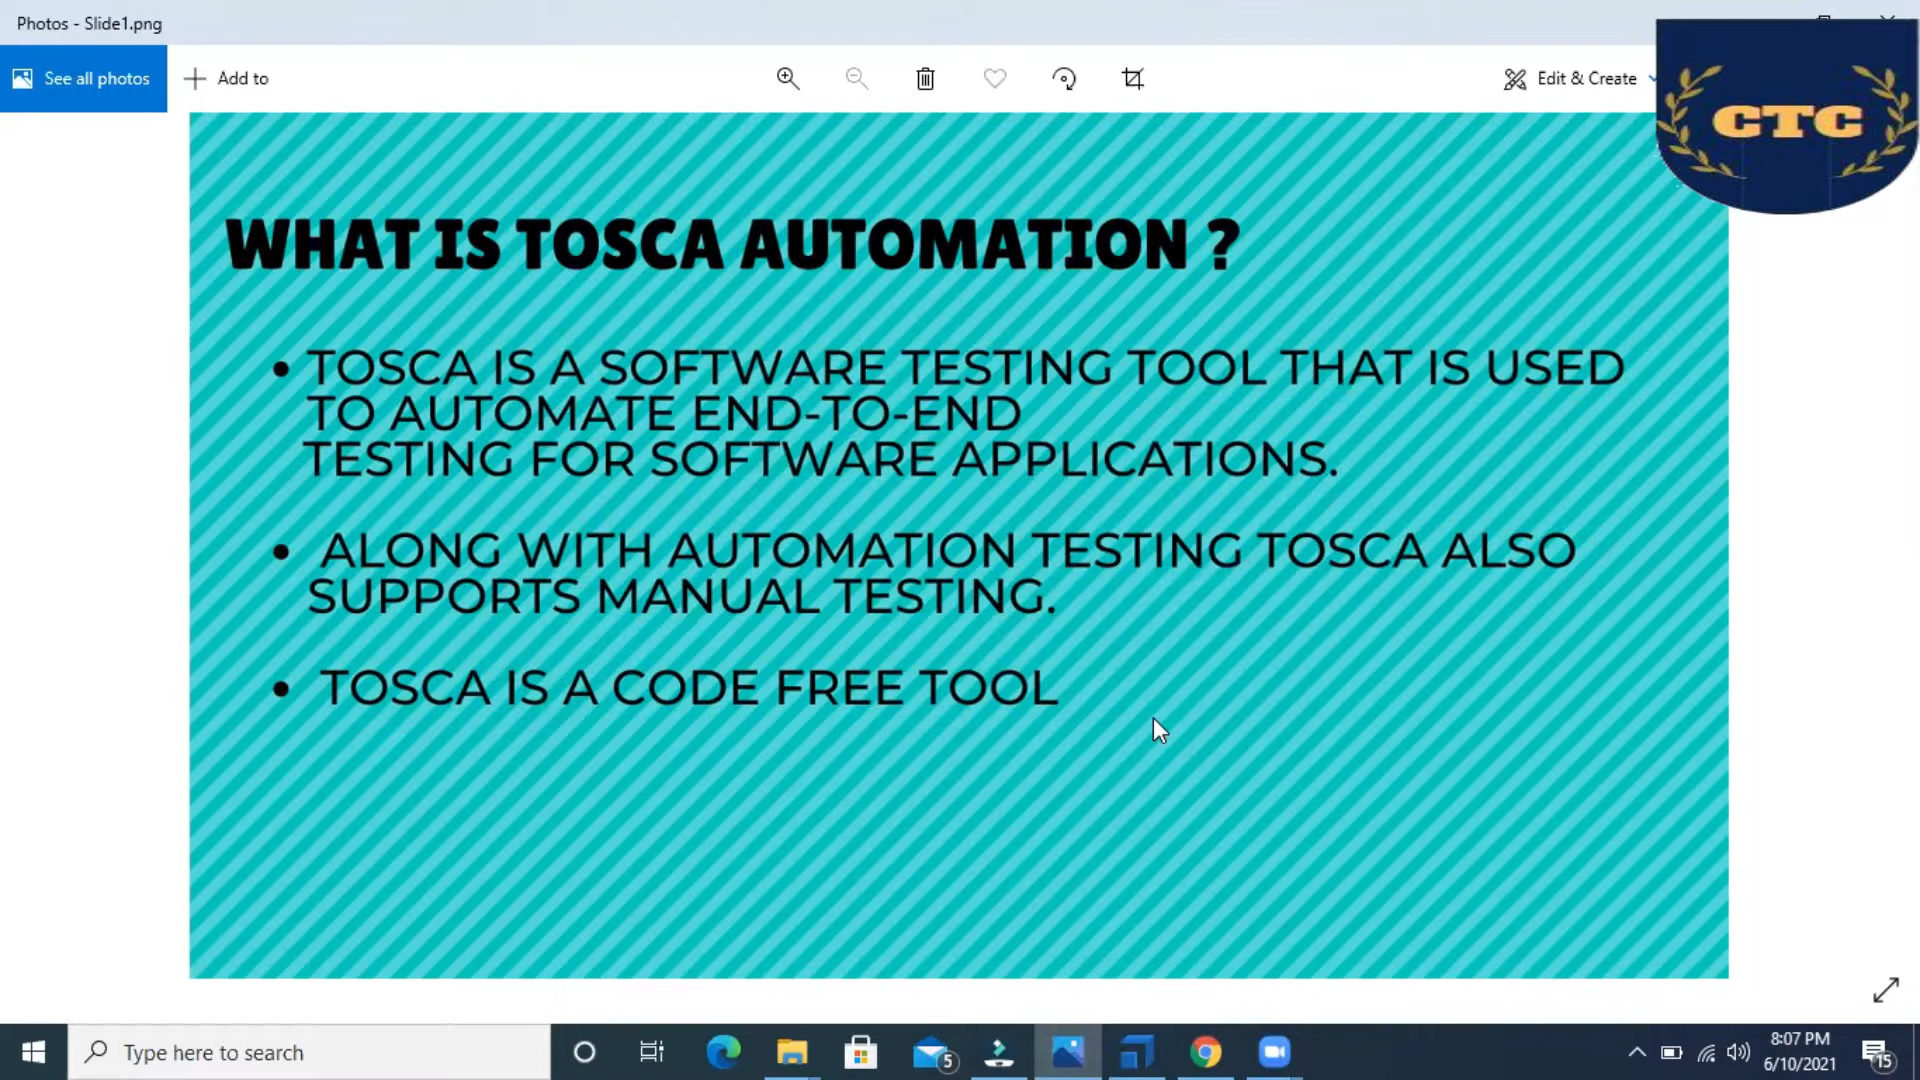 Photos - Slide1.png
See all photos
Add to
Edit & Create
CTC
WHAT IS TOSCA AUTOMATION ?
• TOSCA IS A SOFTWARE TESTING TOOL THAT IS USED
TO AUTOMATE END-TO-END
TESTING FOR SOFTWARE APPLICATIONS.
• ALONG WITH AUTOMATION TESTING TOSCA ALSO
SUPPORTS MANUAL TESTING.
• TOSCA IS A CODE FREE TOOL
Type here to search
5
8:07 PM
6/10/2021
15